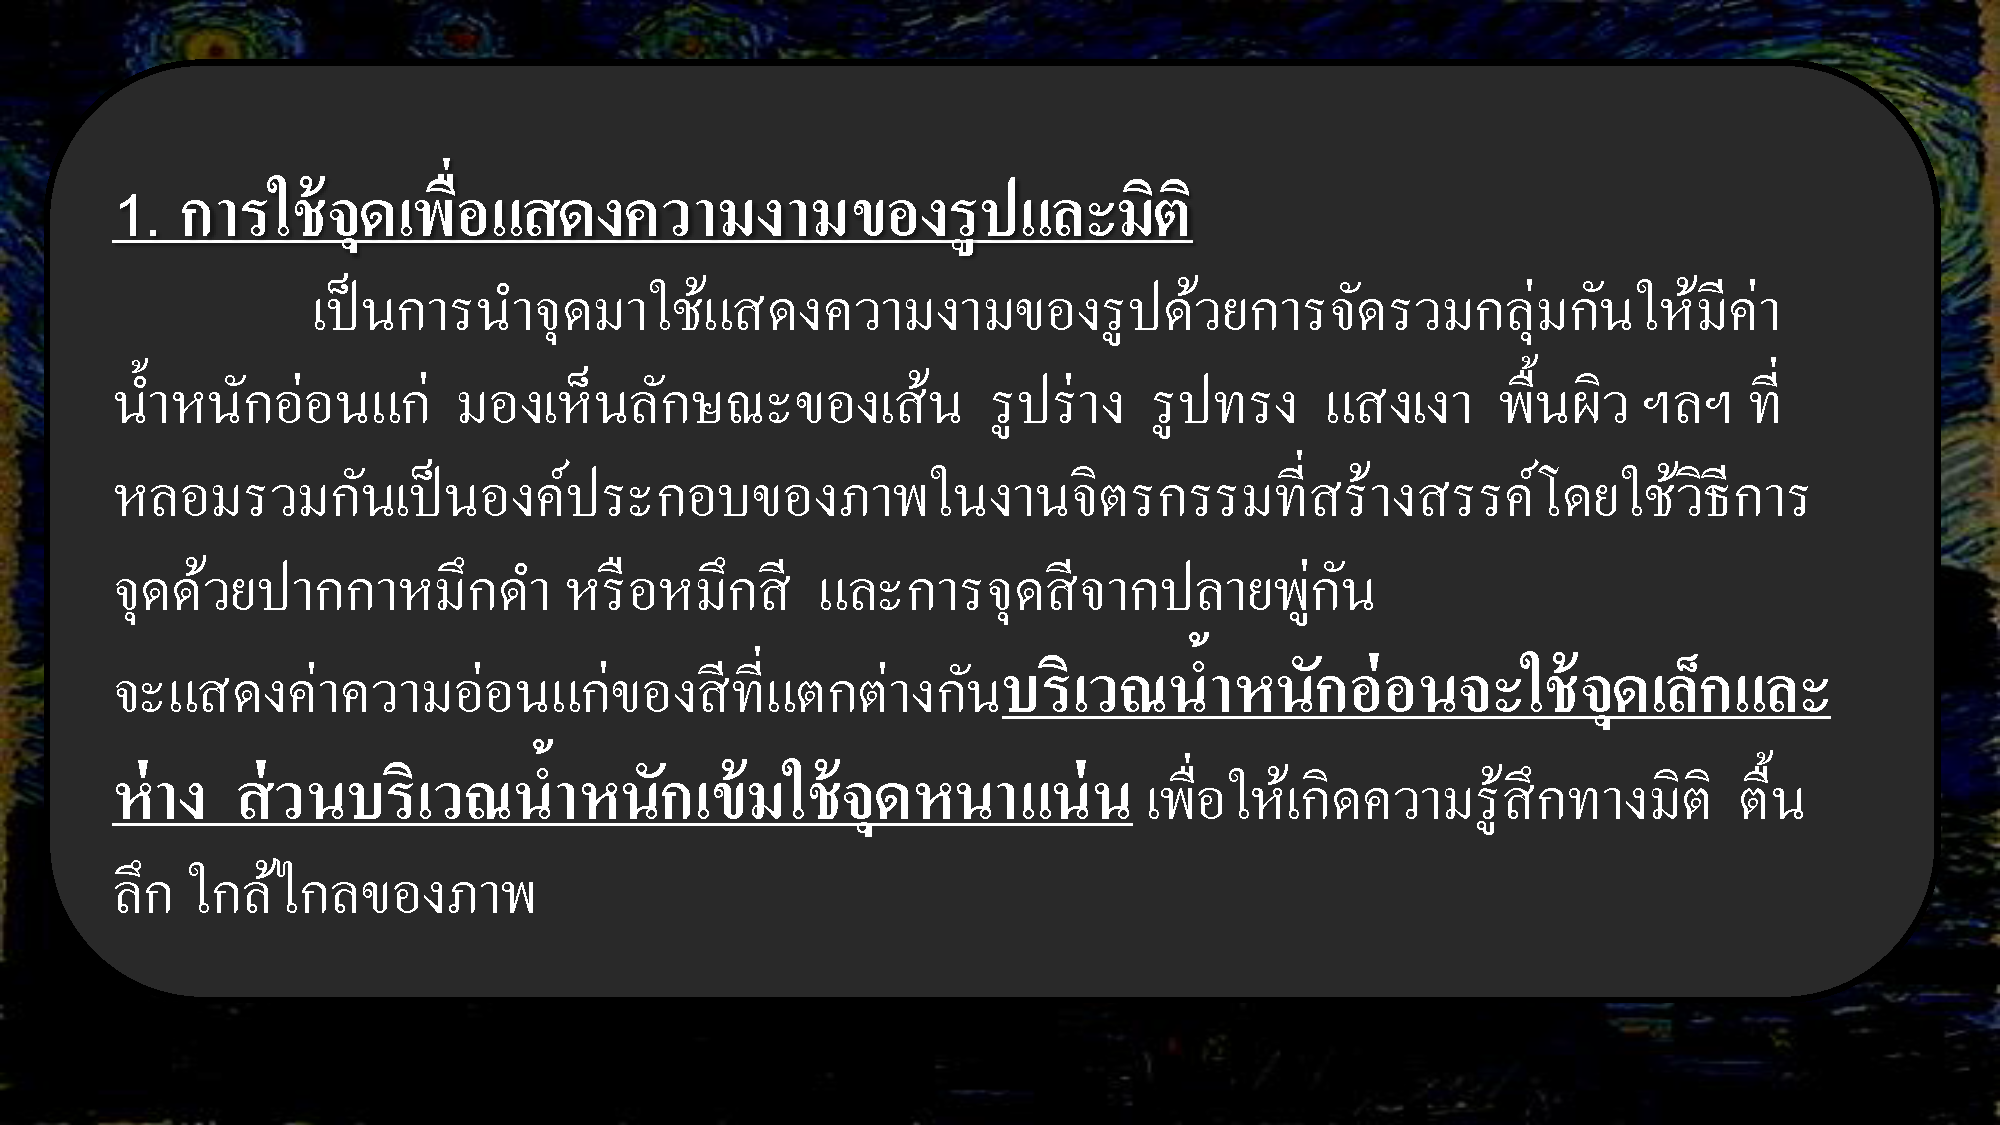 1. การใช้จุดเพื่อแสดงความงามของรูปและมิติ
เป็นการนำจุดมาใช้แสดงความงามของรูปด้วยการจัดรวมกลุ่มกันให้มีค่า
น้ำหนักอ่อนแก่ มองเห็นลักษณะของเส้น รูปร่าง รูปทรง แสงเงา พื้นผิว ฯลฯ ที่
หลอมรวมกันเป็นองค์ประกอบของภาพในงานจิตรกรรมที่สร้างสรรค์โดยใช้วิธีการ
จุดด้วยปากกาหมึกดำ หรือหมึกสี และการจุดสีจากปลายพู่กัน
จะแสดงค่าความอ่อนแก่ของสีที่แตกต่างกันบริเวณน้ำหนักอ่อนจะใช้จุดเล็กและ
ห่าง ส่วนบริเวณน้ำหนักเข้มใช้จุดหนาแน่น เพื่อให้เกิดความรู้สึกทางมิติ ตื้น
ลึก ใกล้ไกลของภาพ